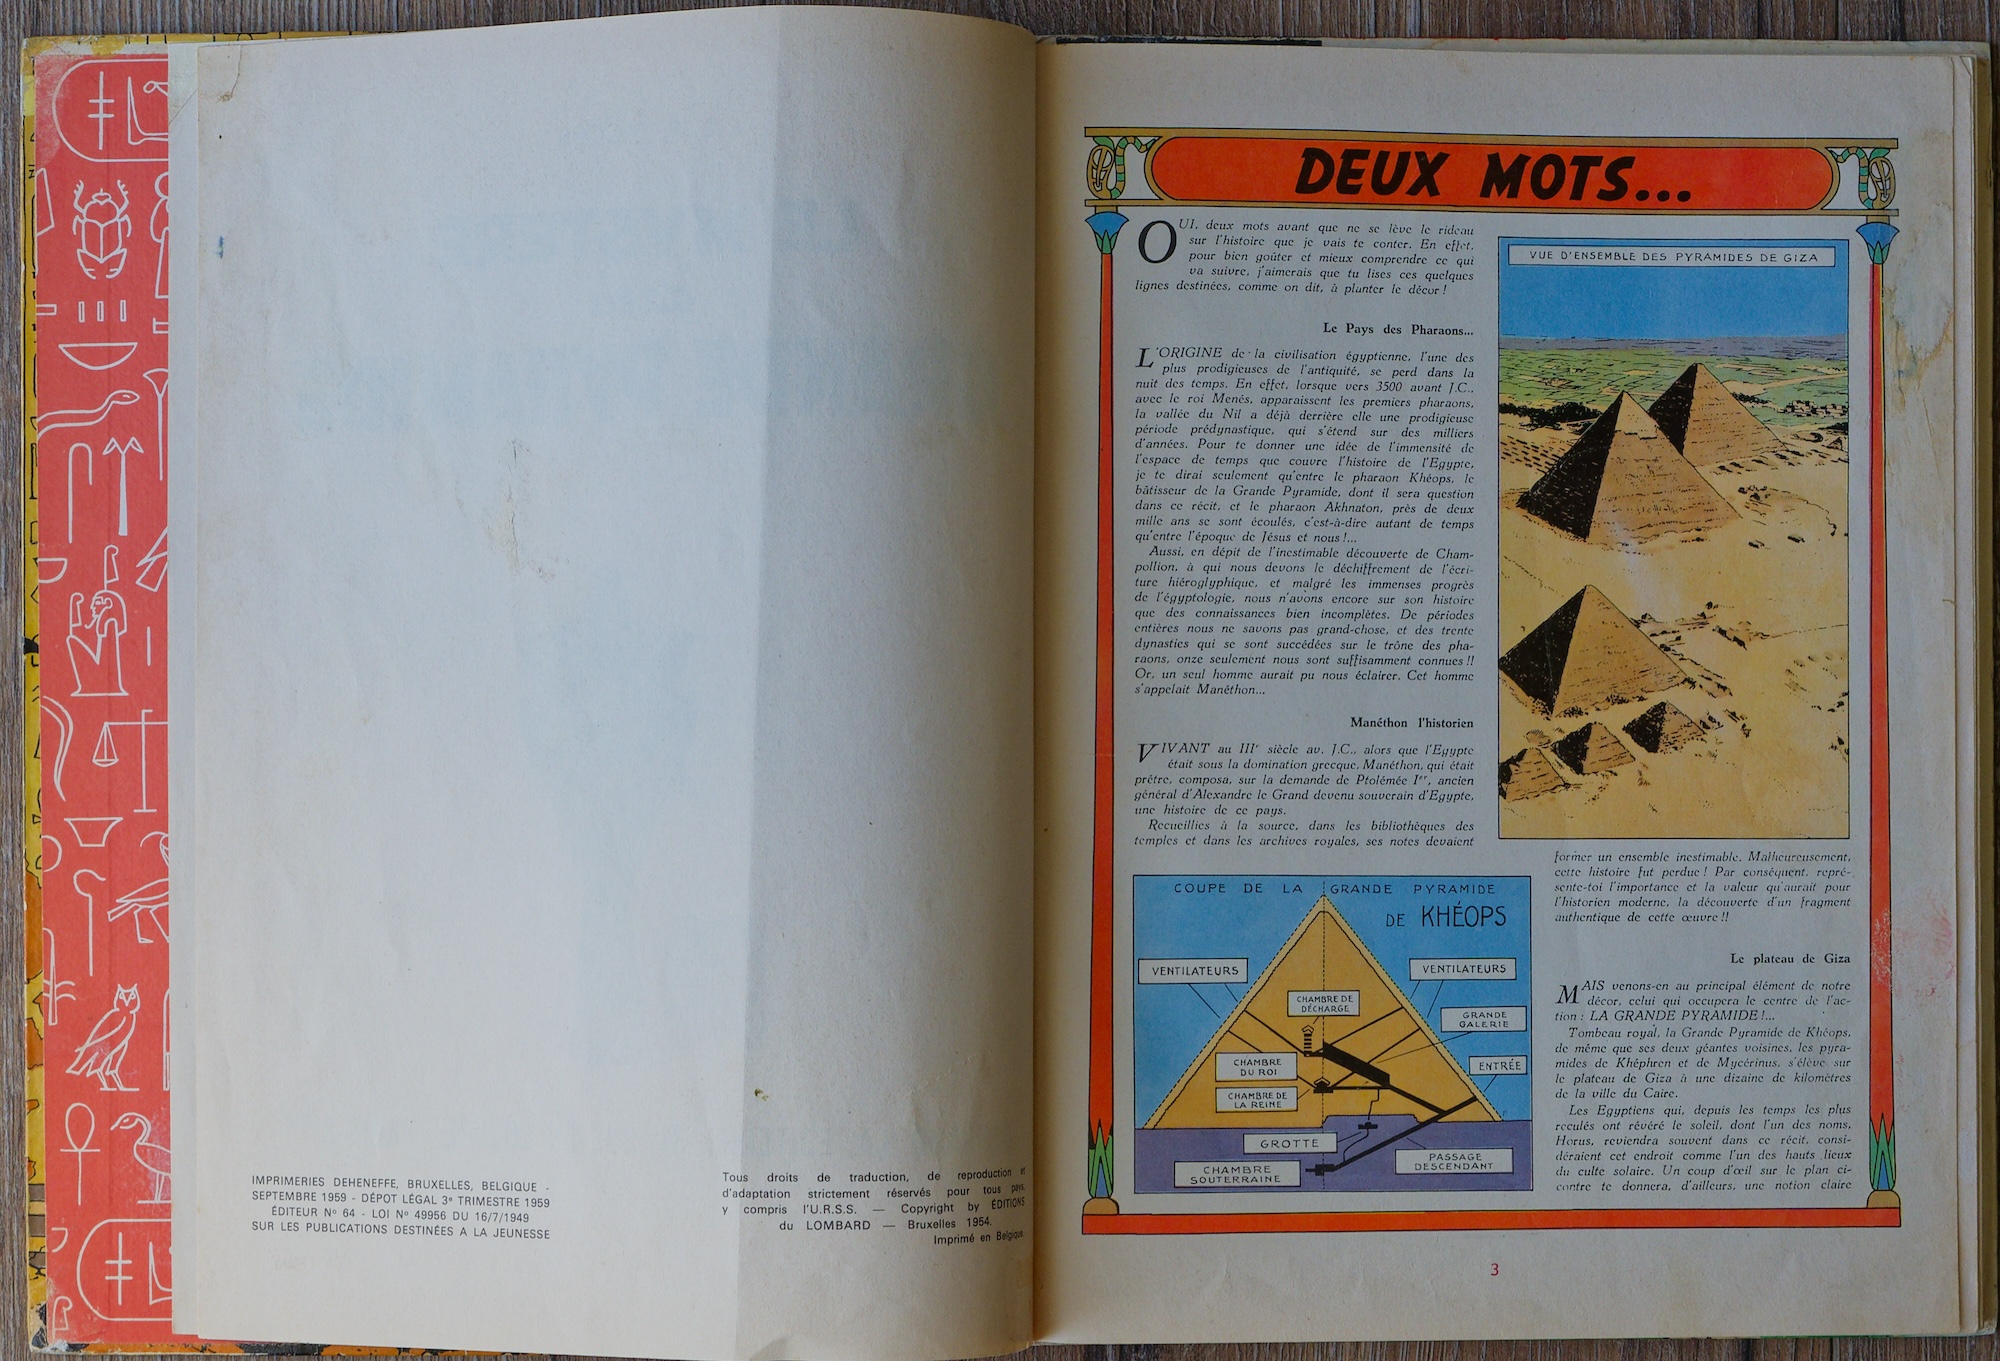 IMPRIMERIES DEHENEFFE, BRUXELLES, BELGIQUE -
SEPTEMBRE 1959 - DÉPOT LÉGAL 3e TRIMESTRE 1959
ÉDITEUR No 64 - LOI No 49956 DU 16/7/1949
SUR LES PUBLICATIONS DESTINÉES A LA JEUNESSE
Tous droits de traduction, de reproduction et
d'adaptation strictement réservés pour tous pays,
y compris l'U.R.S.S. — Copyright by ÉDITIONS
du LOMBARD — Bruxelles 1954.
Imprimé en Belgique.
DEUX MOTS...
OUI, deux mots avant que ne se lève le rideau
sur l'histoire que je vais te conter. En effet,
pour bien goûter et mieux comprendre ce qui
va suivre, j'aimerais que tu lises ces quelques
lignes destinées, comme on dit, à planter le décor !
Le Pays des Pharaons...
L'ORIGINE de la civilisation égyptienne, l'une des
plus prodigieuses de l'antiquité, se perd dans la
nuit des temps. En effet, lorsque vers 3500 avant J.C.,
avec le roi Menés, apparaissent les premiers pharaons,
la vallée du Nil a déjà derrière elle une prodigieuse
période prédynastique, qui s'étend sur des milliers
d'années. Pour te donner une idée de l'immensité de
l'espace de temps que couvre l'histoire de l'Egypte,
je te dirai seulement qu'entre le pharaon Khéops, le
bâtisseur de la Grande Pyramide, dont il sera question
dans ce récit, et le pharaon Akhnaton, près de deux
mille ans se sont écoulés, c'est-à-dire autant de temps
qu'entre l'époque de Jésus et nous !...
Aussi, en dépit de l'inestimable découverte de Cham-
pollion, à qui nous devons le déchiffrement de l'écri-
ture hiéroglyphique, et malgré les immenses progrès
de l'égyptologie, nous n'avons encore sur son histoire
que des connaissances bien incomplètes. De périodes
entières nous ne savons pas grand-chose, et des trente
dynasties qui se sont succédées sur le trône des pha-
raons, onze seulement nous sont suffisamment connues !!
Or, un seul homme aurait pu nous éclairer. Cet homme
s'appelait Manéthon...
Manéthon l'historien
VIVANT au IIIe siècle av. J.C., alors que l'Egypte
était sous la domination grecque, Manéthon, qui était
prêtre, composa, sur la demande de Ptolémée Ier, ancien
général d'Alexandre le Grand devenu souverain d'Egypte,
une histoire de ce pays.
Recueillies à la source, dans les bibliothèques des
temples et dans les archives royales, ses notes devaient
VUE D'ENSEMBLE DES PYRAMIDES DE GIZA
COUPE DE LA GRANDE PYRAMIDE
DE KHÉOPS
VENTILATEURS
VENTILATEURS
CHAMBRE DE
DÉCHARGE
GRANDE
GALERIE
CHAMBRE
DU ROI
ENTRÉE
CHAMBRE DE
LA REINE
GROTTE
PASSAGE
DESCENDANT
CHAMBRE
SOUTERRAINE
former un ensemble inestimable. Malheureusement,
cette histoire fut perdue ! Par conséquent, repré-
sente-toi l'importance et la valeur qu'aurait pour
l'historien moderne, la découverte d'un fragment
authentique de cette œuvre !!
Le plateau de Giza
MAIS venons-en au principal élément de notre
décor, celui qui occupera le centre de l'ac-
tion : LA GRANDE PYRAMIDE !...
Tombeau royal, la Grande Pyramide de Khéops,
de même que ses deux géantes voisines, les pyra-
mides de Khéphren et de Mycérinus, s'élève sur
le plateau de Giza à une dizaine de kilomètres
de la ville du Caire.
Les Egyptiens qui, depuis les temps les plus
reculés ont révéré le soleil, dont l'un des noms,
Horus, reviendra souvent dans ce récit, consi-
déraient cet endroit comme l'un des hauts lieux
du culte solaire. Un coup d'œil sur le plan ci-
contre te donnera, d'ailleurs, une notion claire
3